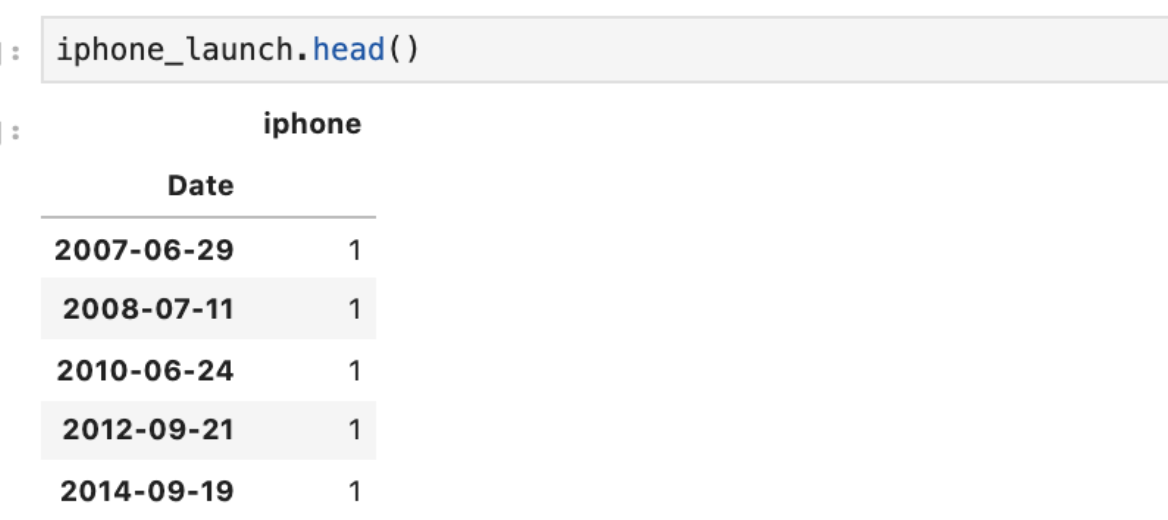 ]: iphone_launch.head()
]: iphone
Date
2007-06-29 1
2008-07-11 1
2010-06-24 1
2012-09-21 1
2014-09-19 1